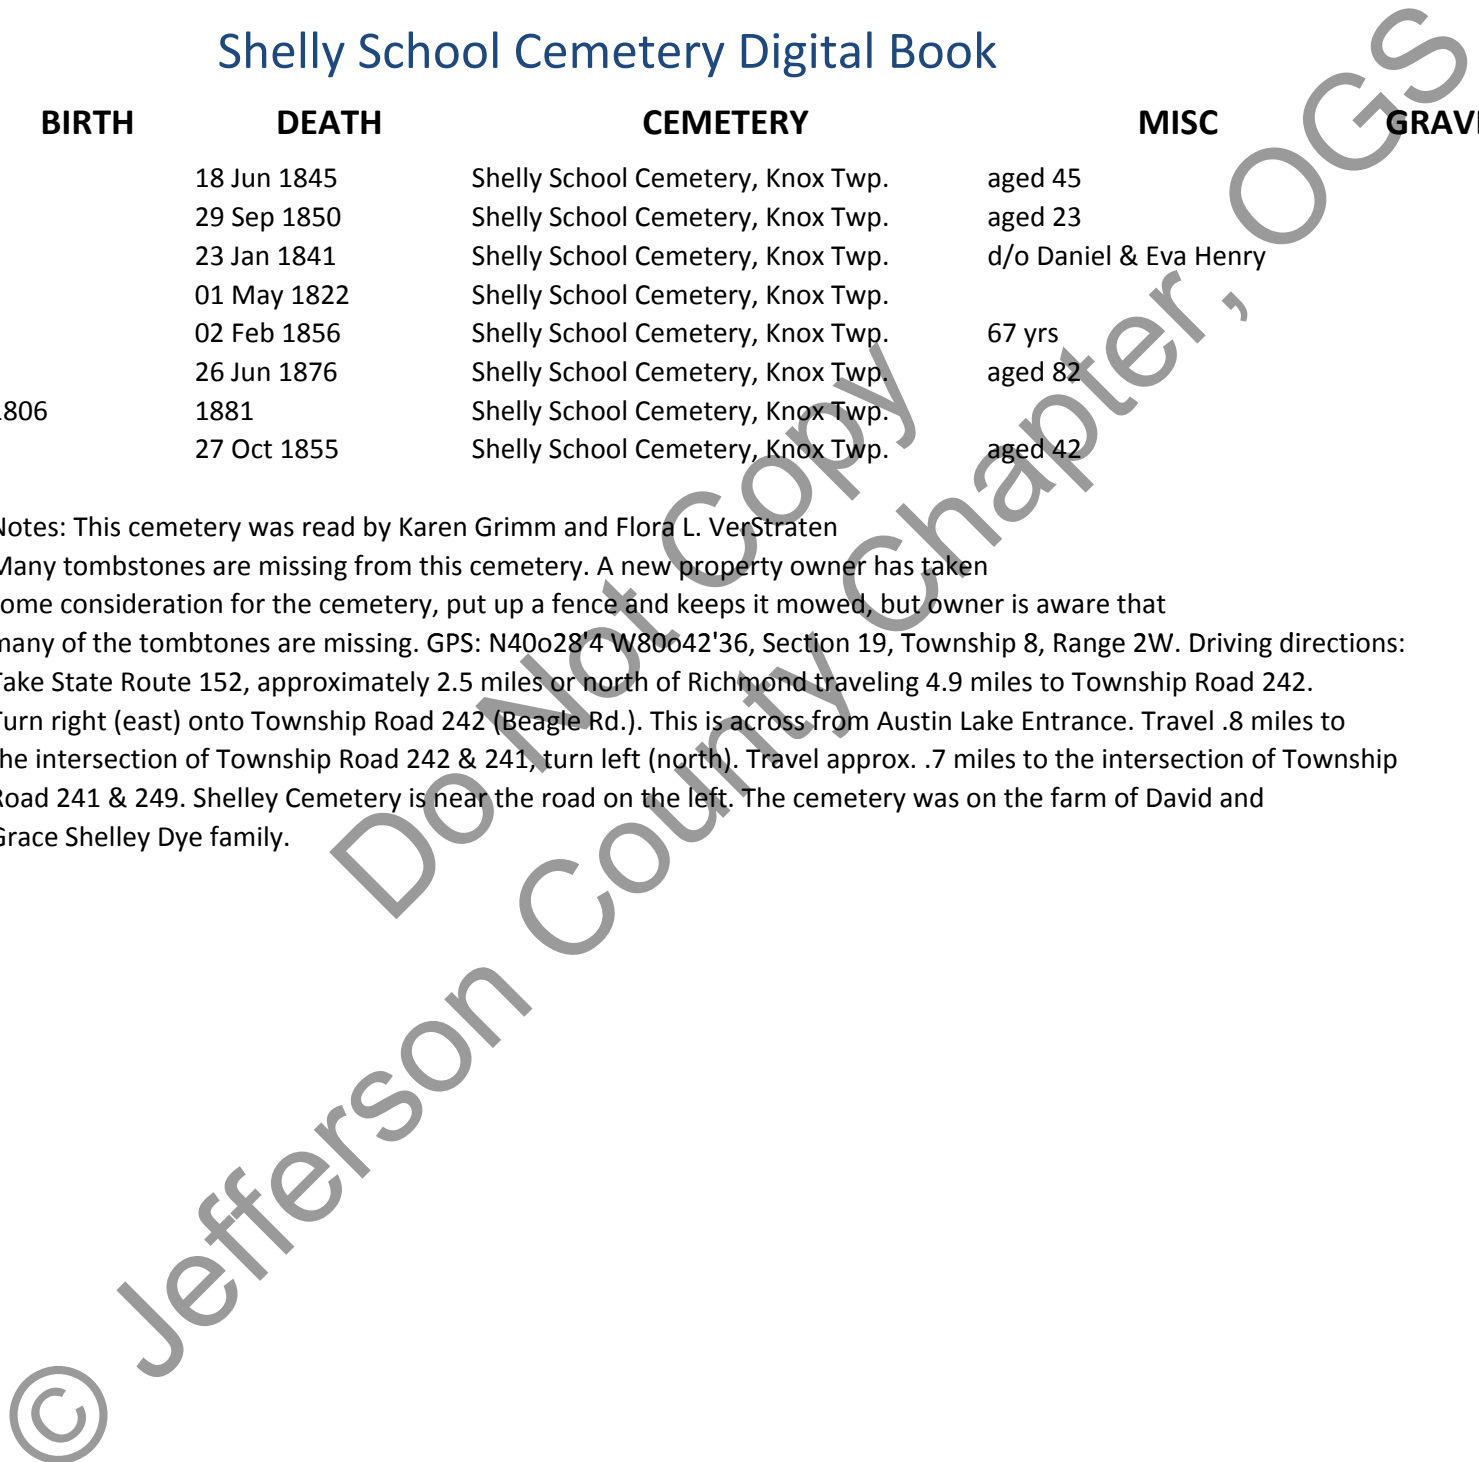 Shelly School Cemetery Digital Book
BIRTH DEATH CEMETERY MISC GRAVE
18 Jun 1845 Shelly School Cemetery, Knox Twp. aged 45
29 Sep 1850 Shelly School Cemetery, Knox Twp. aged 23
23 Jan 1841 Shelly School Cemetery, Knox Twp. d/o Daniel & Eva Henry
01 May 1822 Shelly School Cemetery, Knox Twp.
02 Feb 1856 Shelly School Cemetery, Knox Twp. 67 yrs
26 Jun 1876 Shelly School Cemetery, Knox Twp. aged 82
1806 1881 Shelly School Cemetery, Knox Twp.
27 Oct 1855 Shelly School Cemetery, Knox Twp. aged 42
Notes: This cemetery was read by Karen Grimm and Flora L. VerStraten
Many tombstones are missing from this cemetery. A new property owner has taken
ome consideration for the cemetery, put up a fence and keeps it mowed, but owner is aware that
many of the tombtones are missing. GPS: N40o28'4 W80o42'36, Section 19, Township 8, Range 2W. Driving directions:
Take State Route 152, approximately 2.5 miles or north of Richmond traveling 4.9 miles to Township Road 242.
Turn right (east) onto Township Road 242 (Beagle Rd.). This is across from Austin Lake Entrance. Travel .8 miles to
the intersection of Township Road 242 & 241, turn left (north). Travel approx. .7 miles to the intersection of Township
Road 241 & 249. Shelley Cemetery is near the road on the left. The cemetery was on the farm of David and
Grace Shelley Dye family.
Do Not Copy
© Jefferson County Chapter, OGS